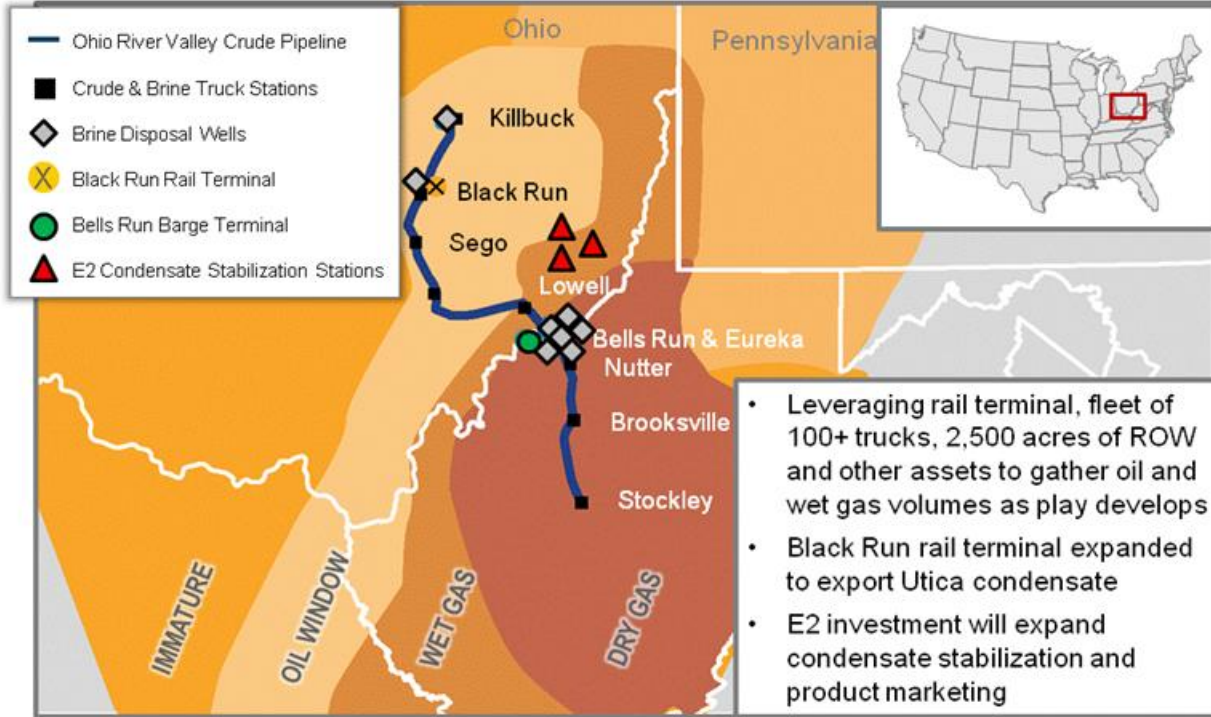 Ohio River Valley Crude Pipeline
Crude & Brine Truck Stations
Brine Disposal Wells
Black Run Rail Terminal
Bells Run Barge Terminal
E2 Condensate Stabilization Stations
Ohio
Pennsylvania
Killbuck
Black Run
Sego
Lowell
Bells Run & Eureka
Nutter
Brooksville
Stockley
IMMATURE
OIL WINDOW
WET GAS
DRY GAS
• Leveraging rail terminal, fleet of
100+ trucks, 2,500 acres of ROW
and other assets to gather oil and
wet gas volumes as play develops
• Black Run rail terminal expanded
to export Utica condensate
• E2 investment will expand
condensate stabilization and
product marketing